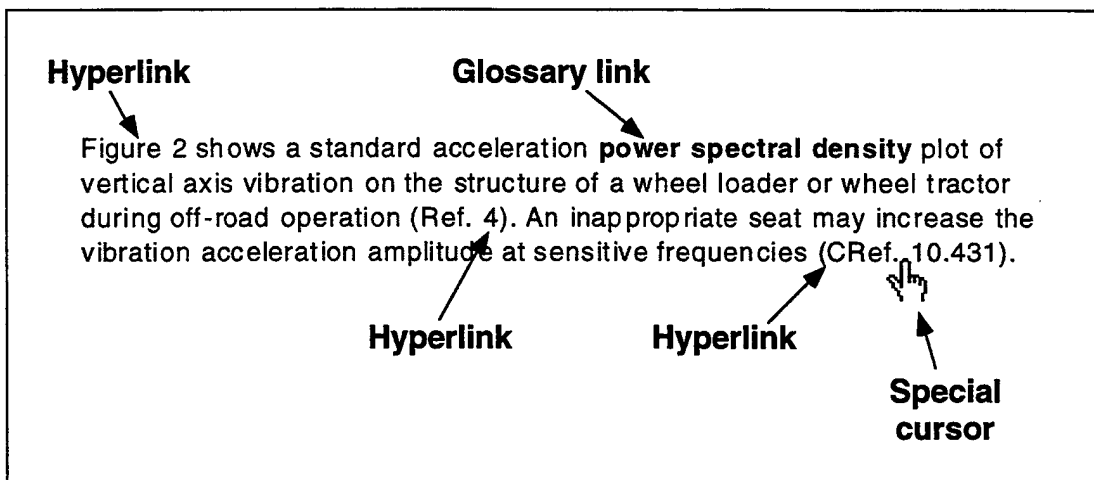 Hyperlink Glossary link
Figure 2 shows a standard acceleration power spectral density plot of
vertical axis vibration on the structure of a wheel loader or wheel tractor
during off-road operation (Ref. 4). An inappropriate seat may increase the
vibration acceleration amplitude at sensitive frequencies (CRef. 10.431).
Hyperlink Hyperlink
Special
cursor